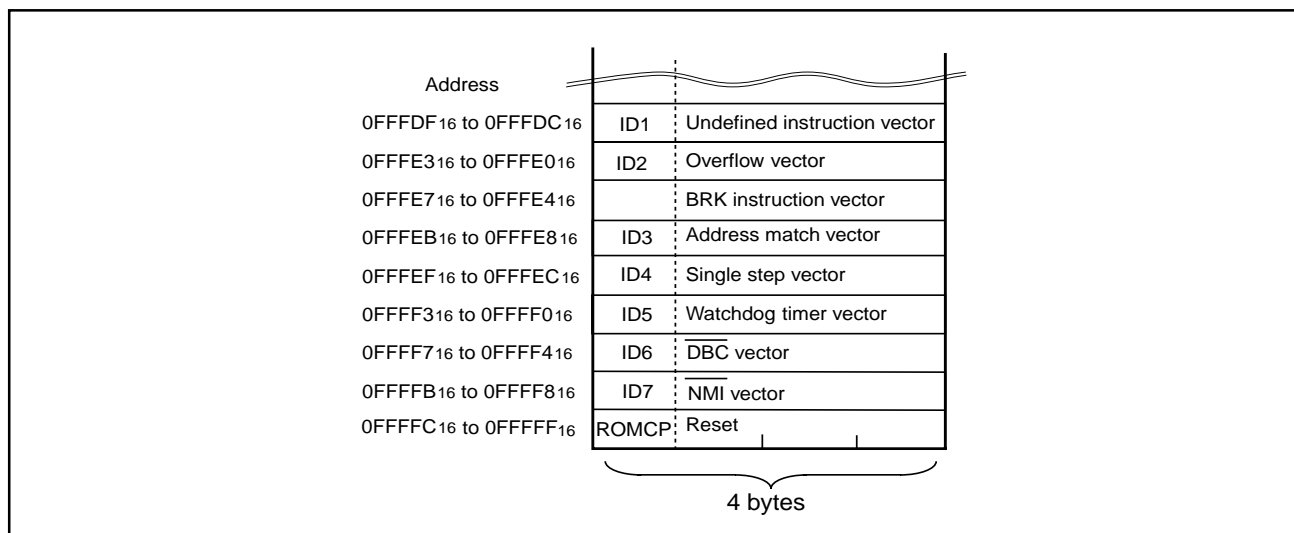 Address
0FFFDF16 to 0FFFDC16 ID1 Undefined instruction vector
0FFFE316 to 0FFFE016 ID2 Overflow vector
0FFFE716 to 0FFFE416 BRK instruction vector
0FFFEB16 to 0FFFE816 ID3 Address match vector
0FFFEF16 to 0FFFEC16 ID4 Single step vector
0FFFF316 to 0FFFF016 ID5 Watchdog timer vector
0FFFF716 to 0FFFF416 ID6 D̅B̅C̅ vector
0FFFFB16 to 0FFFF816 ID7 N̅M̅I̅ vector
0FFFFC16 to 0FFFFF16 ROMCP Reset
4 bytes